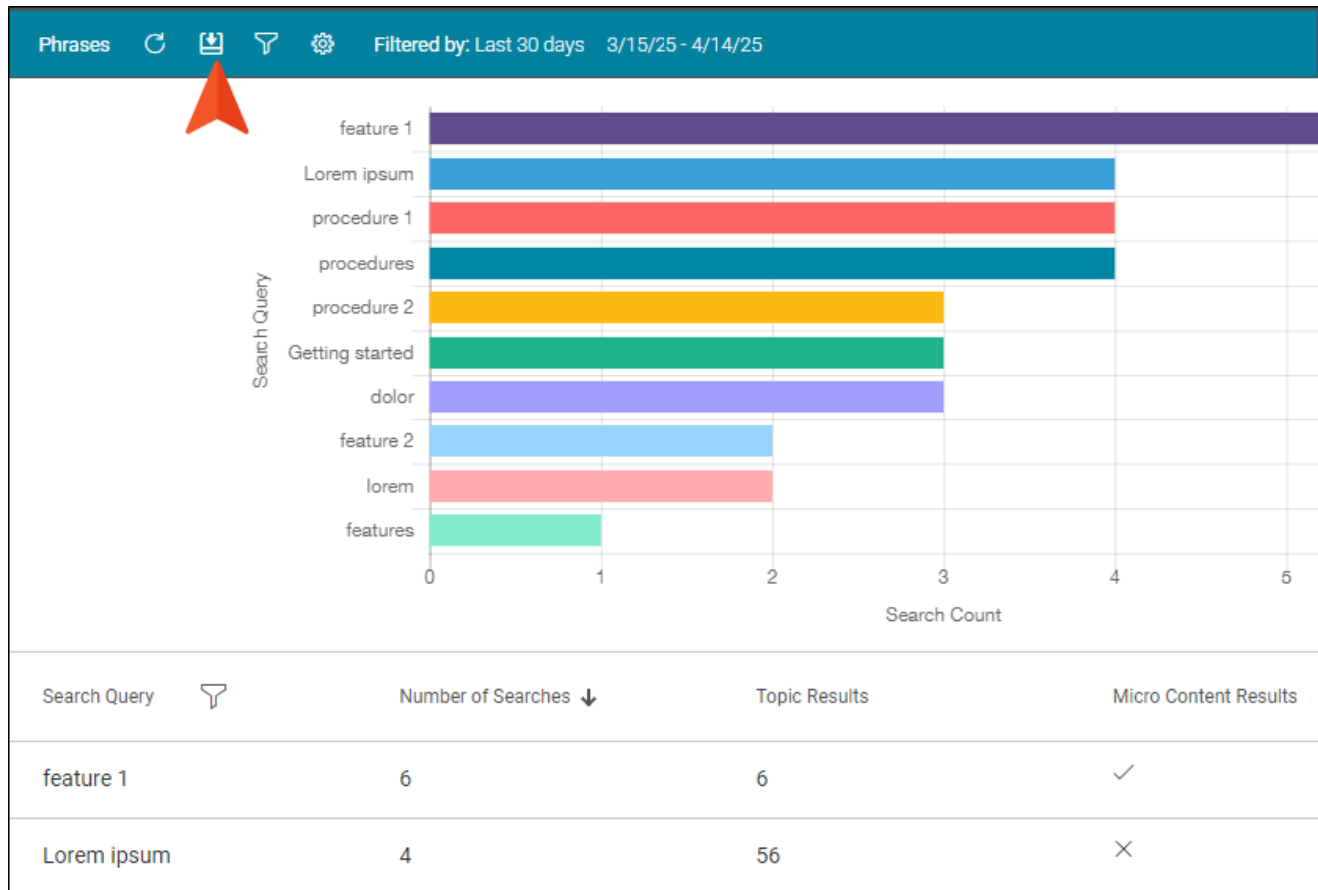 Phrases Filtered by: Last 30 days 3/15/25 - 4/14/25
feature 1
Lorem ipsum
procedure 1
procedures
procedure 2
Getting started
dolor
feature 2
lorem
features
Search Query
0 1 2 3 4 5
Search Count
Search Query Number of Searches Topic Results Micro Content Results
feature 1 6 6
Lorem ipsum 4 56